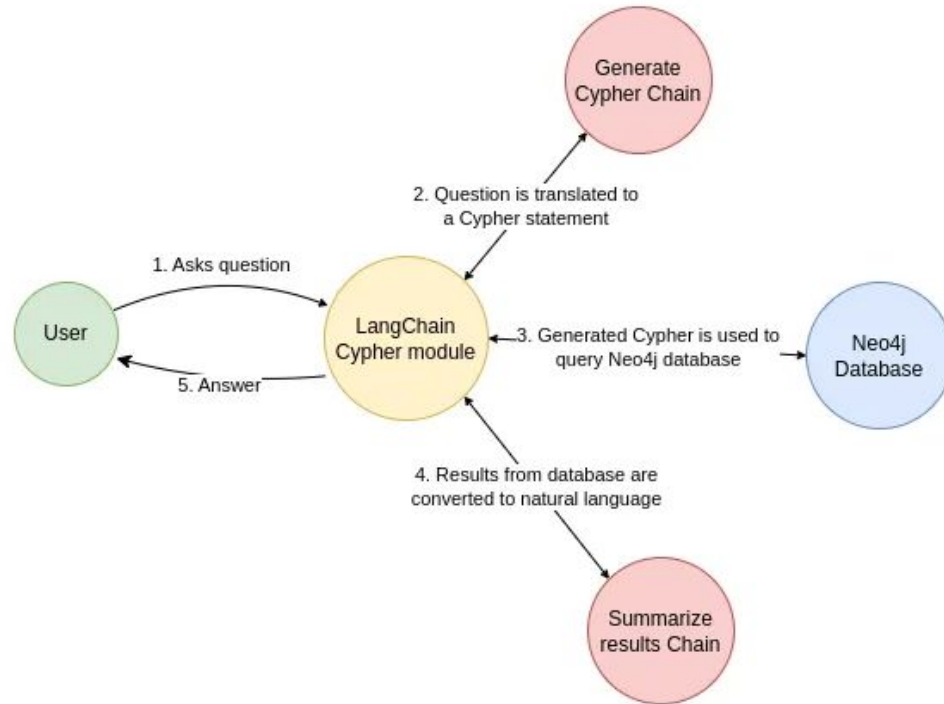 Generate
Cypher Chain
2. Question is translated to
a Cypher statement
1. Asks question
User
LangChain
Cypher module
3. Generated Cypher is used to
query Neo4j database
Neo4j
Database
5. Answer
4. Results from database are
converted to natural language
Summarize
results Chain